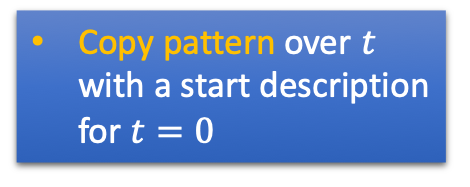 • Copy pattern over t
with a start description
for t = 0